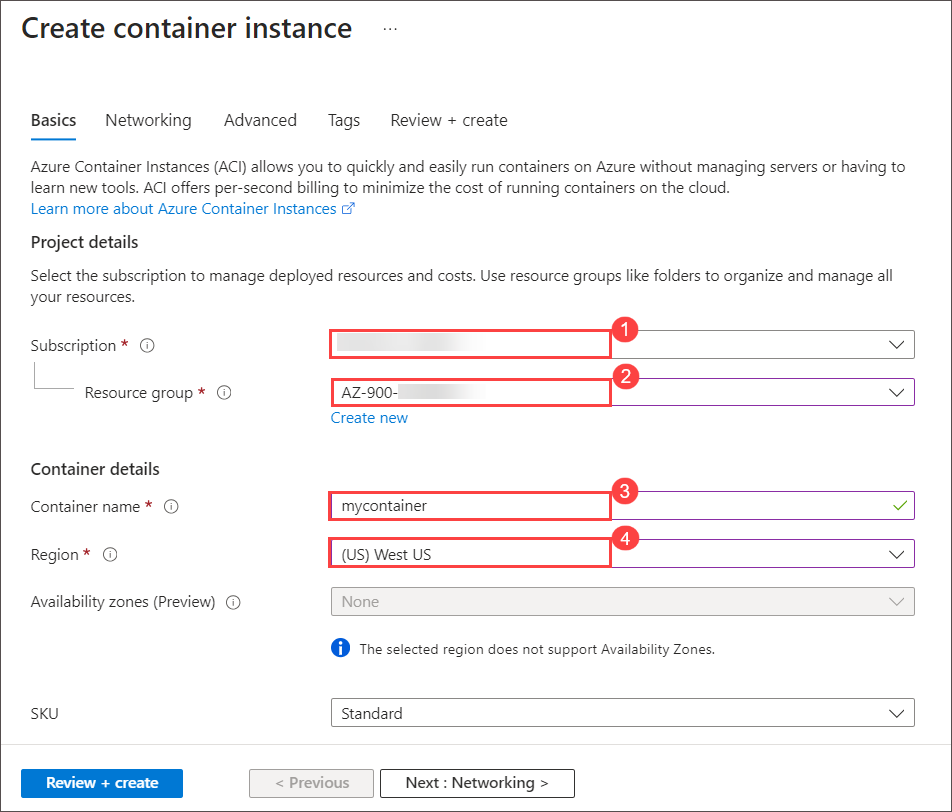 Create container instance ...
Basics Networking Advanced Tags Review + create
Azure Container Instances (ACI) allows you to quickly and easily run containers on Azure without managing servers or having to
learn new tools. ACI offers per-second billing to minimize the cost of running containers on the cloud.
Learn more about Azure Container Instances
Project details
Select the subscription to manage deployed resources and costs. Use resource groups like folders to organize and manage all
your resources.
Subscription * 1
Resource group * AZ-900- 2
Create new
Container details
Container name * mycontainer 3
Region * (US) West US 4
Availability zones (Preview) None
The selected region does not support Availability Zones.
SKU Standard
Review + create < Previous Next : Networking >